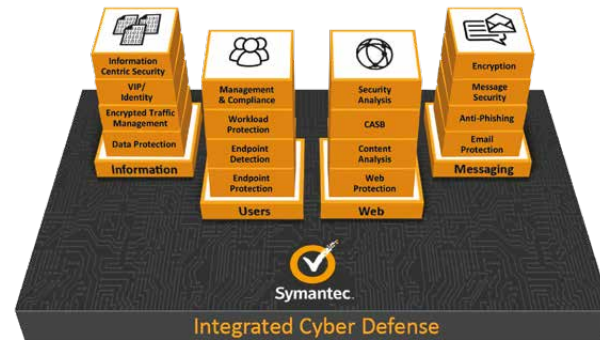 Information
Centric Security
VIP/
Identity
Encrypted Traffic
Management
Data Protection
Information
Management
& Compliance
Workload
Protection
Endpoint
Detection
Endpoint
Protection
Users
Security
Analysis
CASB
Content
Analysis
Web
Protection
Web
Encryption
Message
Security
Anti-Phishing
Email
Protection
Messaging
Symantec.
Integrated Cyber Defense